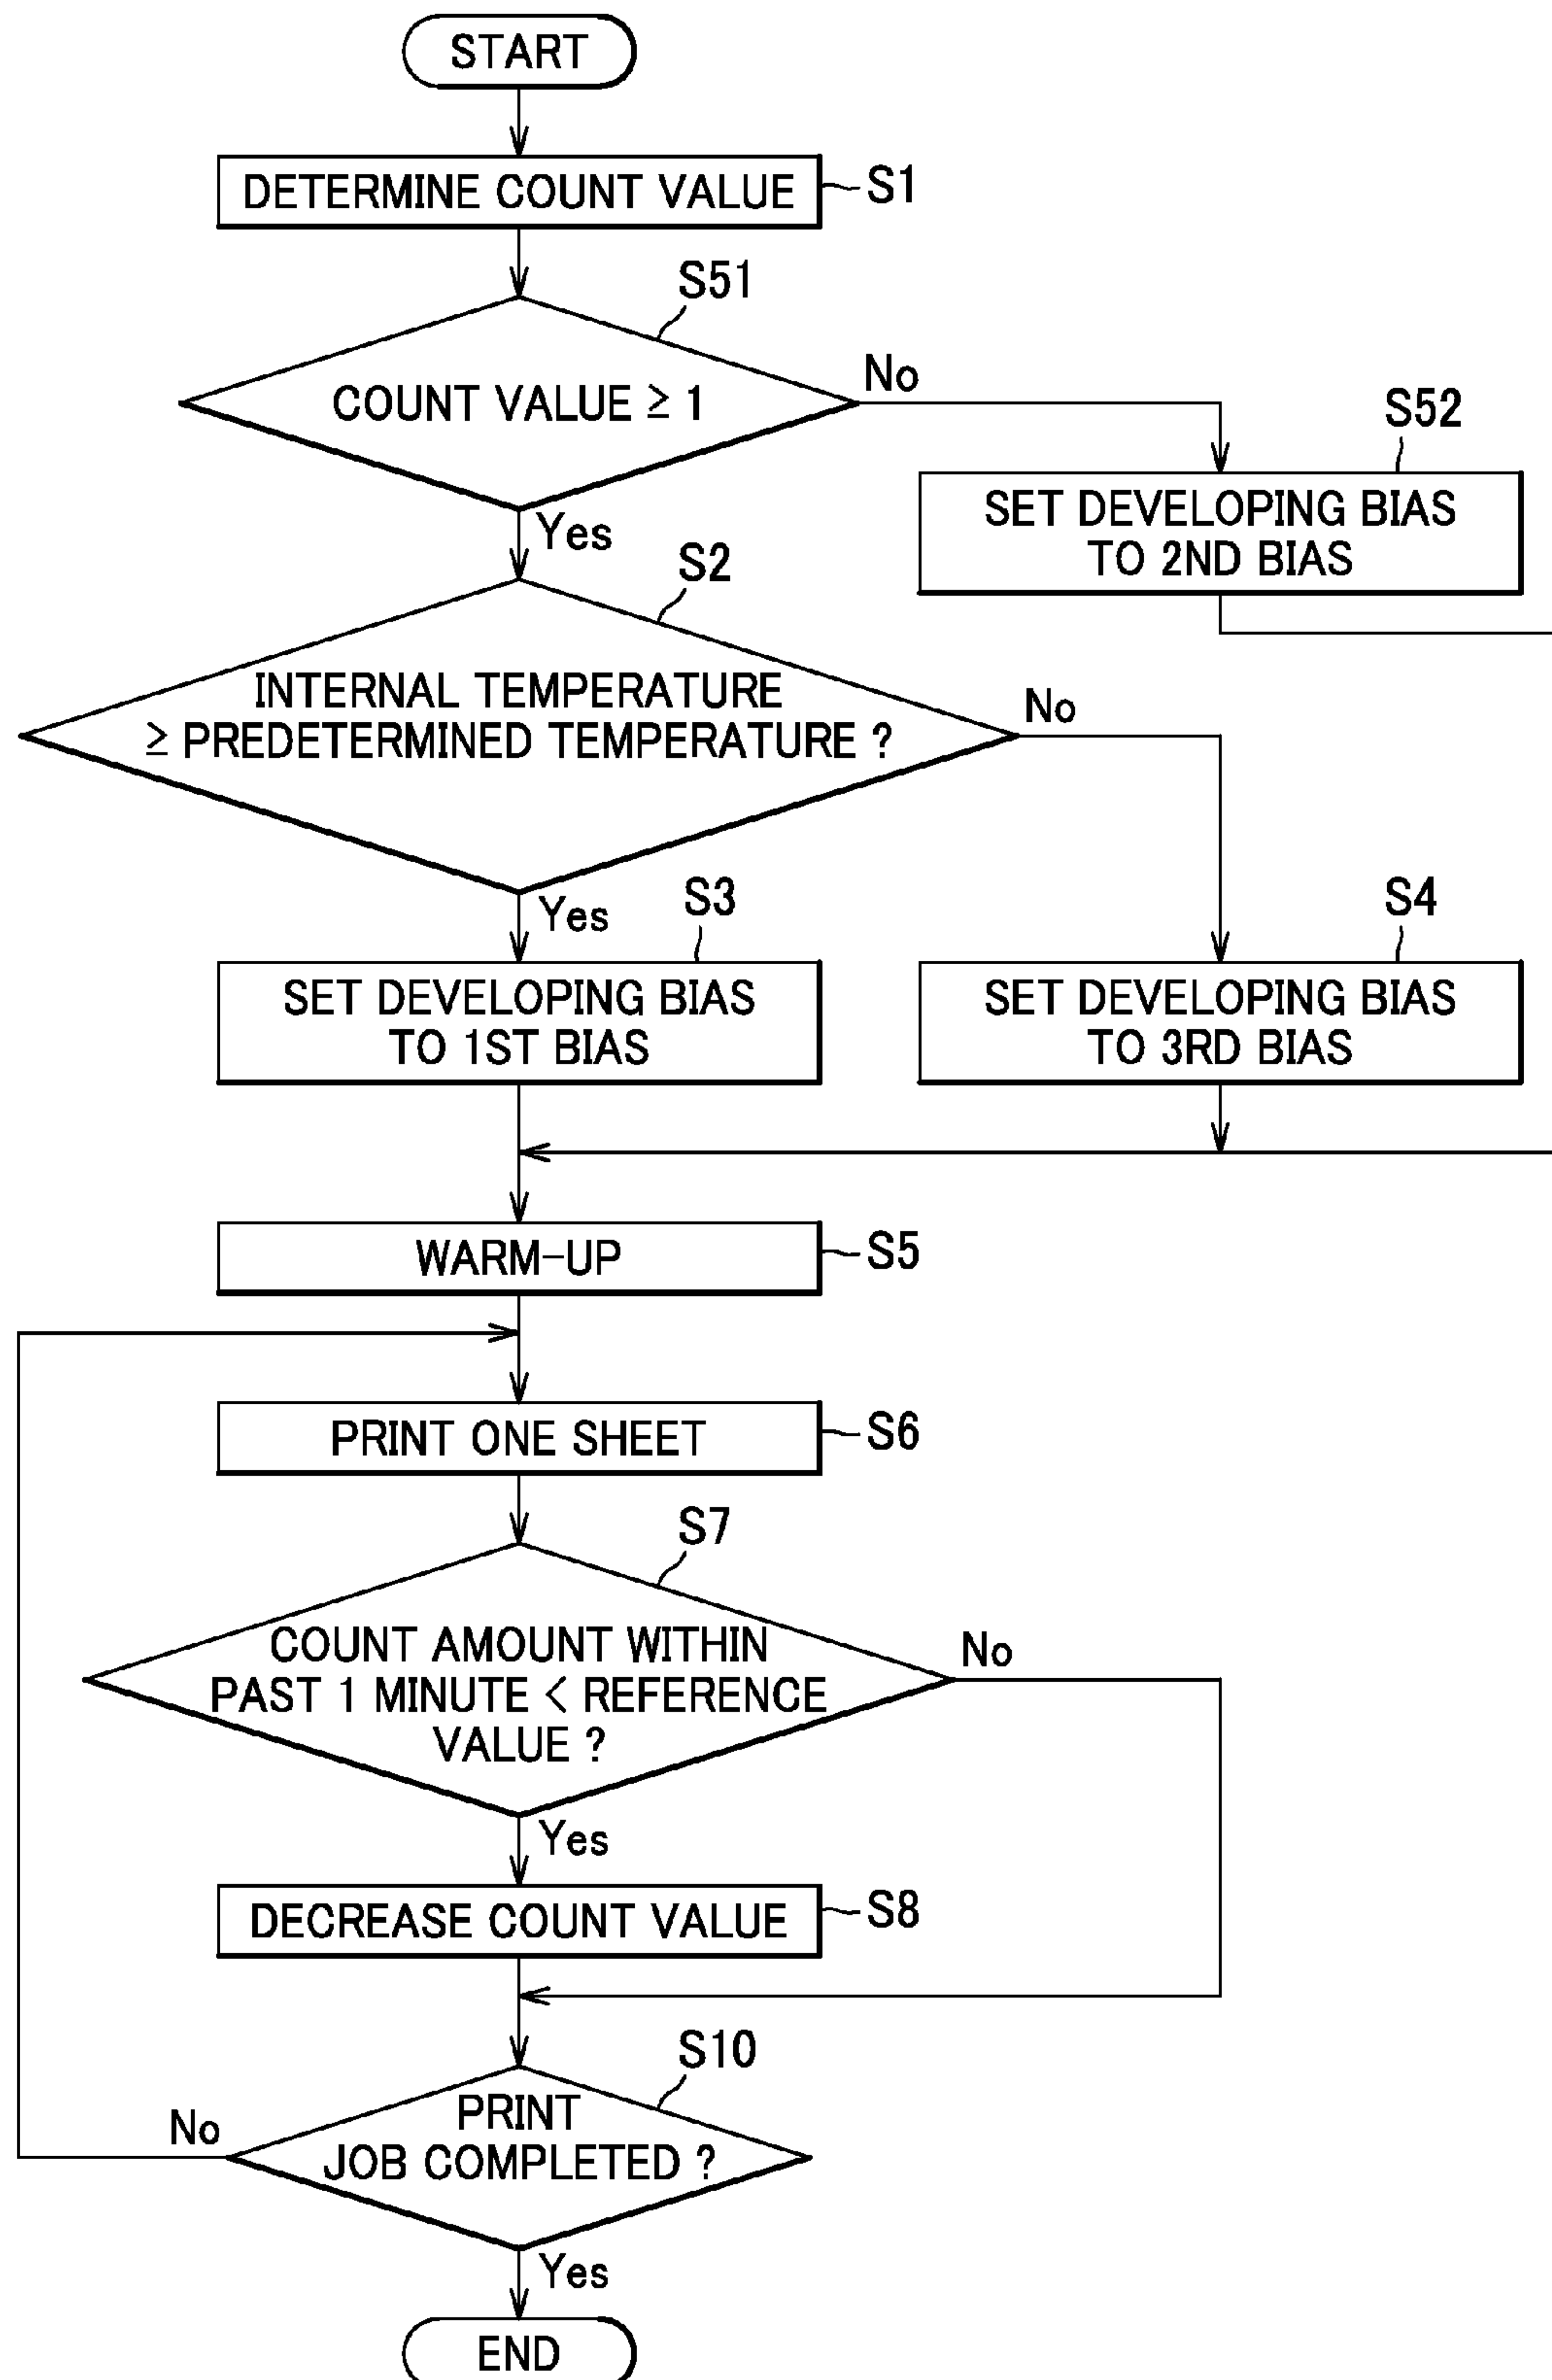 START
DETERMINE COUNT VALUE
S1
S51
COUNT VALUE ≥ 1
No
Yes
S52
SET DEVELOPING BIAS
TO 2ND BIAS
S2
INTERNAL TEMPERATURE
≥ PREDETERMINED TEMPERATURE ?
No
Yes
S3
SET DEVELOPING BIAS
TO 1ST BIAS
S4
SET DEVELOPING BIAS
TO 3RD BIAS
WARM-UP
S5
PRINT ONE SHEET
S6
S7
COUNT AMOUNT WITHIN
PAST 1 MINUTE < REFERENCE
VALUE ?
No
Yes
DECREASE COUNT VALUE
S8
S10
PRINT
JOB COMPLETED ?
No
Yes
END